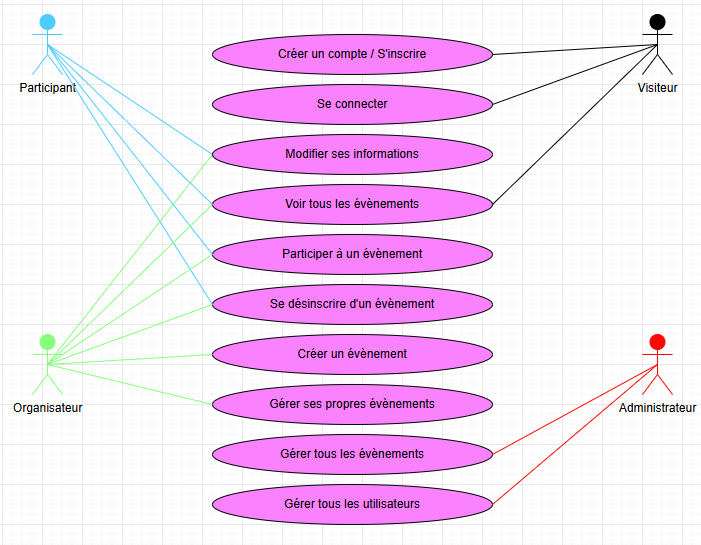 Créer un compte / S'inscrire
Participant
Visiteur
Se connecter
Modifier ses informations
Voir tous les évènements
Participer à un évènement
Se désinscrire d'un évènement
Créer un évènement
Organisateur
Administrateur
Gérer ses propres évènements
Gérer tous les évènements
Gérer tous les utilisateurs